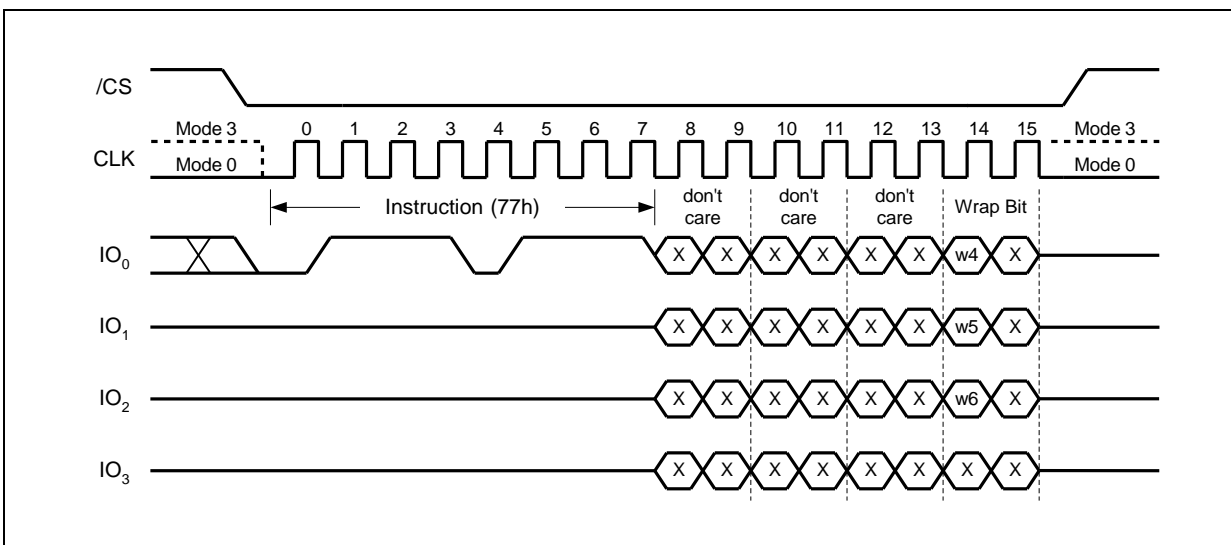 /CS
Mode 3 0 1 2 3 4 5 6 7 8 9 10 11 12 13 14 15 Mode 3
CLK
Mode 0 Mode 0
Instruction (77h) don't care don't care don't care Wrap Bit
IO0 X X X X X X w4 X
IO1 X X X X X X w5 X
IO2 X X X X X X w6 X
IO3 X X X X X X X X